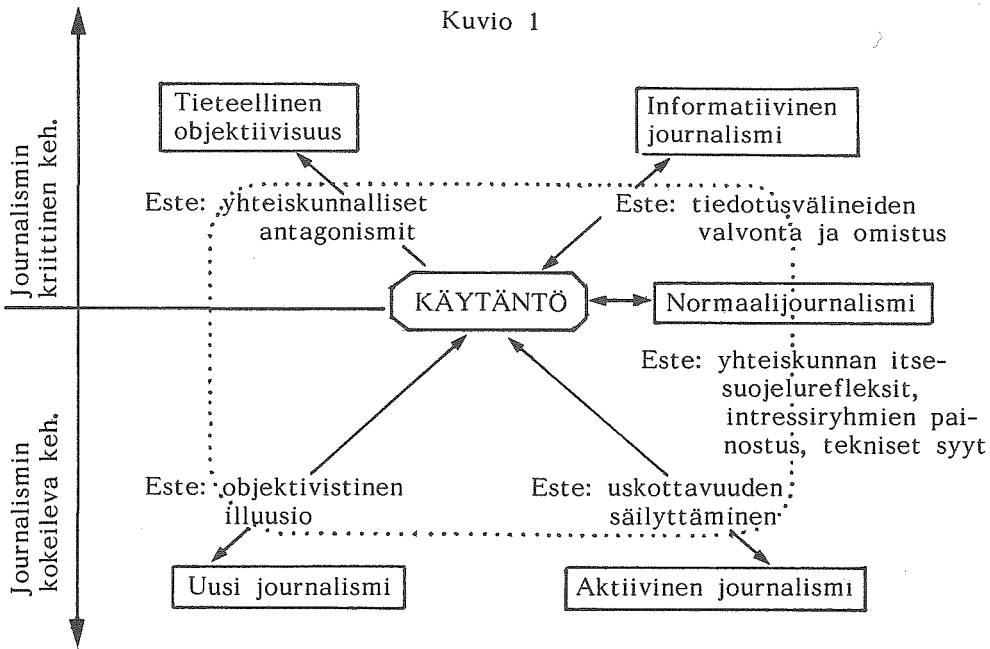 Kuvio 1
Journalismin
kriittinen keh.
Tieteellinen
objektiivisuus
Informatiivinen
journalismi
Este: yhteiskunnalliset
antagonismit
Este: tiedotusvälineiden
valvonta ja omistus
KÄYTÄNTÖ
Normaalijournalismi
Este: yhteiskunnan itse-
suojelurefleksit,
intressiryhmien pai-
nostus, tekniset syyt
Journalismin
kokeileva keh.
Este: objektivistinen
illuusio
Este: uskottavuuden
säilyttäminen
Uusi journalismi
Aktiivinen journalismi